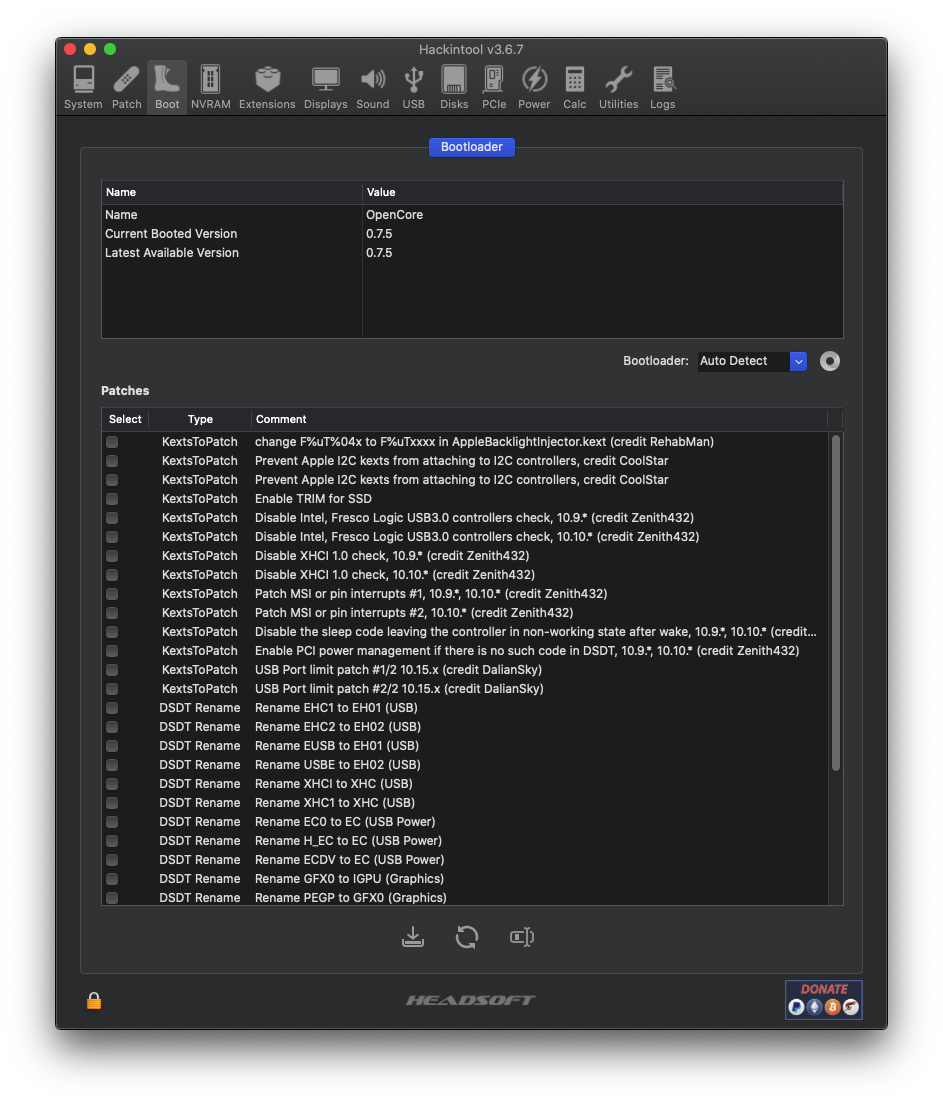 Hackintool v3.6.7
System Patch Boot NVRAM Extensions Displays Sound USB Disks PCIe Power Calc Utilities Logs
Bootloader
Name Value
Name OpenCore
Current Booted Version 0.7.5
Latest Available Version 0.7.5
Bootloader: Auto Detect
Patches
Select Type Comment
KextsToPatch change F%uT%04x to F%uTxxxx in AppleBacklightInjector.kext (credit RehabMan)
KextsToPatch Prevent Apple I2C kexts from attaching to I2C controllers, credit CoolStar
KextsToPatch Prevent Apple I2C kexts from attaching to I2C controllers, credit CoolStar
KextsToPatch Enable TRIM for SSD
KextsToPatch Disable Intel, Fresco Logic USB3.0 controllers check, 10.9.* (credit Zenith432)
KextsToPatch Disable Intel, Fresco Logic USB3.0 controllers check, 10.10.* (credit Zenith432)
KextsToPatch Disable XHCI 1.0 check, 10.9.* (credit Zenith432)
KextsToPatch Disable XHCI 1.0 check, 10.10.* (credit Zenith432)
KextsToPatch Patch MSI or pin interrupts #1, 10.9.*, 10.10.* (credit Zenith432)
KextsToPatch Patch MSI or pin interrupts #2, 10.10.* (credit Zenith432)
KextsToPatch Disable the sleep code leaving the controller in non-working state after wake, 10.9.*, 10.10.* (credit...
KextsToPatch Enable PCI power management if there is no such code in DSDT, 10.9.*, 10.10.* (credit Zenith432)
KextsToPatch USB Port limit patch #1/2 10.15.x (credit DalianSky)
KextsToPatch USB Port limit patch #2/2 10.15.x (credit DalianSky)
DSDT Rename Rename EHC1 to EH01 (USB)
DSDT Rename Rename EHC2 to EH02 (USB)
DSDT Rename Rename EUSB to EH01 (USB)
DSDT Rename Rename USBE to EH02 (USB)
DSDT Rename Rename XHCI to XHC (USB)
DSDT Rename Rename XHC1 to XHC (USB)
DSDT Rename Rename EC0 to EC (USB Power)
DSDT Rename Rename H_EC to EC (USB Power)
DSDT Rename Rename ECDV to EC (USB Power)
DSDT Rename Rename GFX0 to IGPU (Graphics)
DSDT Rename Rename PEGP to GFX0 (Graphics)
HEADSOFT
DONATE